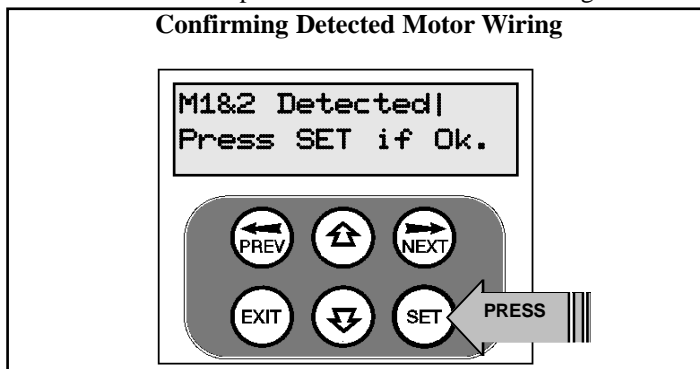 Confirming Detected Motor Wiring
M1&2 Detected|
Press SET if Ok.
PREV
NEXT
EXIT
SET
PRESS